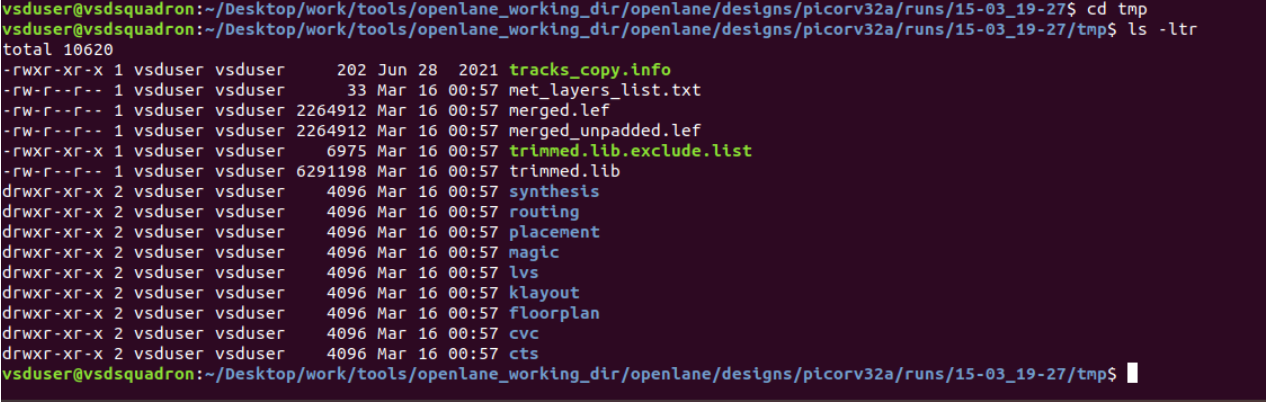 vsduser@vsdsquadron:~/Desktop/work/tools/openlane_working_dir/openlane/designs/picorv32a/runs/15-03_19-27$ cd tmp
vsduser@vsdsquadron:~/Desktop/work/tools/openlane_working_dir/openlane/designs/picorv32a/runs/15-03_19-27/tmp$ ls -ltr
total 10620
-rwxr-xr-x 1 vsduser vsduser     202 Jun 28  2021 tracks_copy.info
-rw-r--r-- 1 vsduser vsduser      33 Mar 16 00:57 met_layers_list.txt
-rw-r--r-- 1 vsduser vsduser 2264912 Mar 16 00:57 merged.lef
-rw-r--r-- 1 vsduser vsduser 2264912 Mar 16 00:57 merged_unpadded.lef
-rwxr-xr-x 1 vsduser vsduser    6975 Mar 16 00:57 trimmed.lib.exclude.list
-rw-r--r-- 1 vsduser vsduser 6291198 Mar 16 00:57 trimmed.lib
drwxr-xr-x 2 vsduser vsduser    4096 Mar 16 00:57 synthesis
drwxr-xr-x 2 vsduser vsduser    4096 Mar 16 00:57 routing
drwxr-xr-x 2 vsduser vsduser    4096 Mar 16 00:57 placement
drwxr-xr-x 2 vsduser vsduser    4096 Mar 16 00:57 magic
drwxr-xr-x 2 vsduser vsduser    4096 Mar 16 00:57 lvs
drwxr-xr-x 2 vsduser vsduser    4096 Mar 16 00:57 klayout
drwxr-xr-x 2 vsduser vsduser    4096 Mar 16 00:57 floorplan
drwxr-xr-x 2 vsduser vsduser    4096 Mar 16 00:57 cvc
drwxr-xr-x 2 vsduser vsduser    4096 Mar 16 00:57 cts
vsduser@vsdsquadron:~/Desktop/work/tools/openlane_working_dir/openlane/designs/picorv32a/runs/15-03_19-27/tmp$